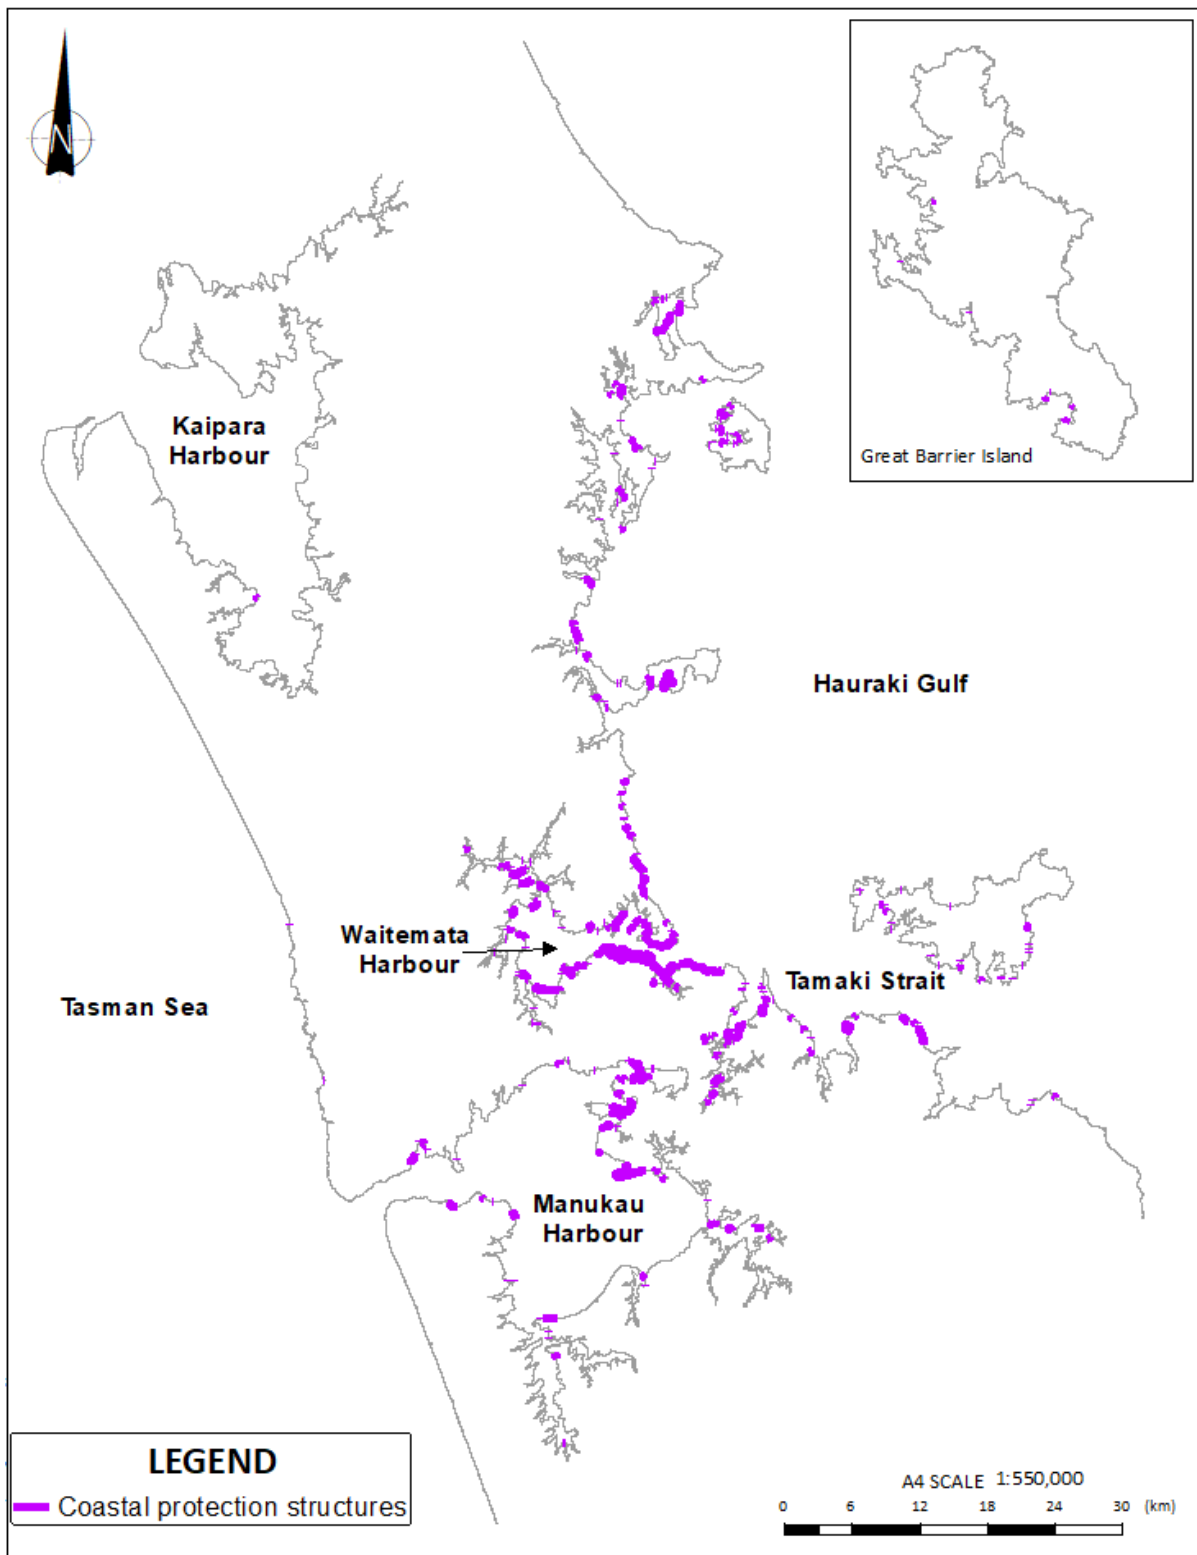 N
Great Barrier Island
Kaipara
Harbour
Hauraki Gulf
Waitemata
Harbour
Tamaki Strait
Tasman Sea
Manukau
Harbour
LEGEND
Coastal protection structures
A4 SCALE 1:550,000
0 6 12 18 24 30 (km)